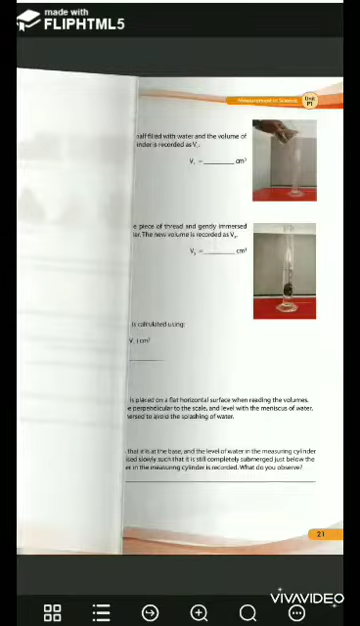 made with
FLIPHTML5
Measurement in Science
Unit
P1
half filled with water and the volume of
inder is recorded as V₁.
V₁ = ________ cm³
e piece of thread and gently immersed
ter. The new volume is recorded as V₂.
V₂ = ________ cm³
is calculated using:
V₁) cm³
is placed on a flat horizontal surface when reading the volumes.
e perpendicular to the scale, and level with the meniscus of water.
mersed to avoid the splashing of water.
that it is at the base, and the level of water in the measuring cylinder
load slowly such that it is still completely submerged just below the
er in the measuring cylinder is recorded. What do you observe?
21
VIVAVIDEO